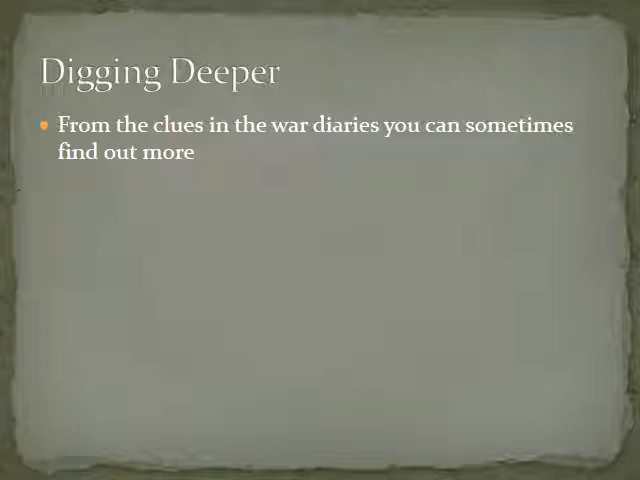 Digging Deeper
From the clues in the war diaries you can sometimes
find out more